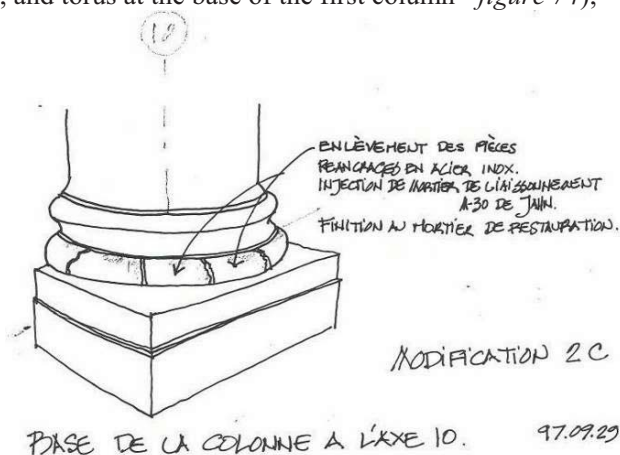 , and torus at the base of the first column figure 74),
10
ENLÈVEMENT DES PIÈCES
REANCRAGES EN ACIER INOX.
INJECTION DE MORTIER DE LIAISONNEMENT
M-30 DE JAHN.
FINITION AU MORTIER DE RESTAURATION.
MODIFICATION 2C
BASE DE LA COLONNE A L'AXE 10.
97.09.29